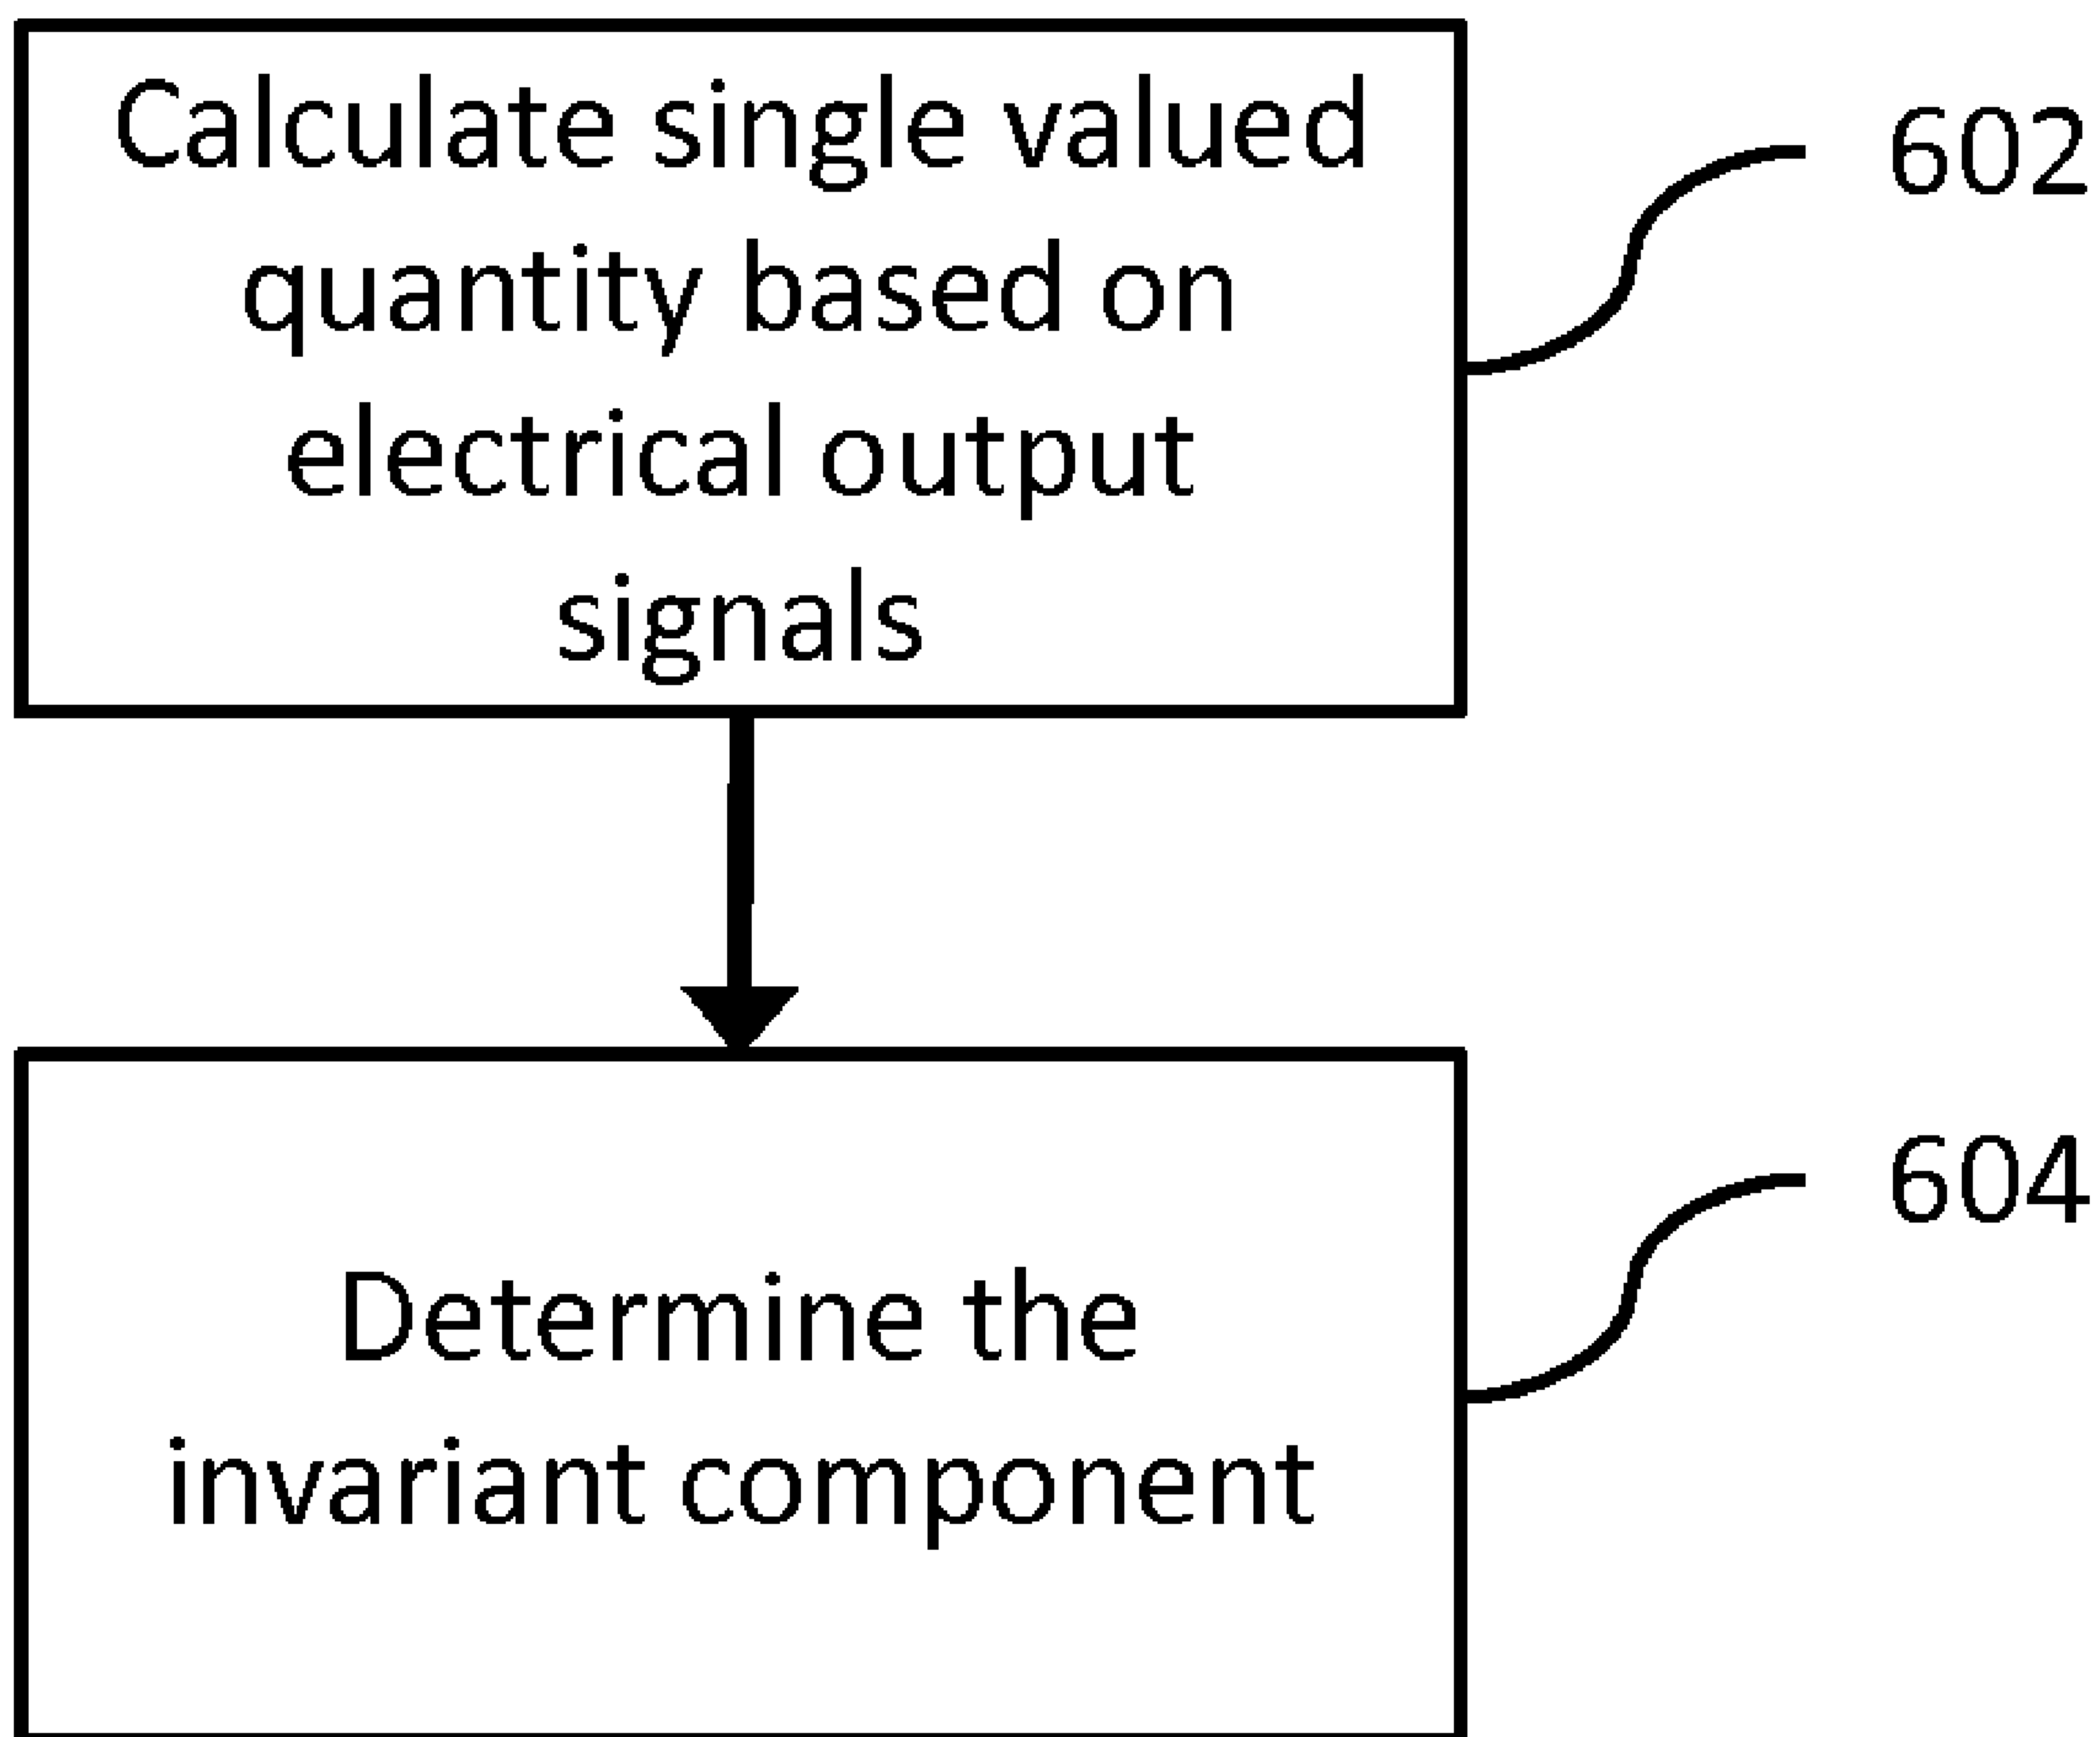 Calculate single valued
quantity based on
electrical output
signals
602
Determine the
invariant component
604